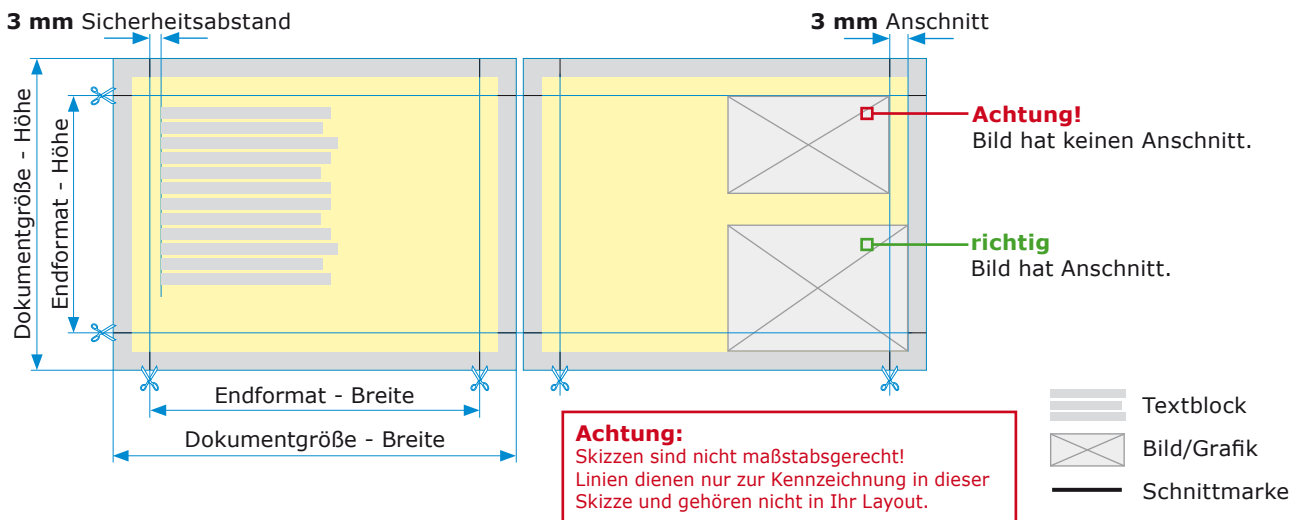 3 mm Sicherheitsabstand
3 mm Anschnitt
Dokumentgröße - Höhe
Endformat - Höhe
Achtung!
Bild hat keinen Anschnitt.
richtig
Bild hat Anschnitt.
Endformat - Breite
Dokumentgröße - Breite
Achtung:
Skizzen sind nicht maßstabsgerecht!
Linien dienen nur zur Kennzeichnung in dieser
Skizze und gehören nicht in Ihr Layout.
Textblock
Bild/Grafik
Schnittmarke